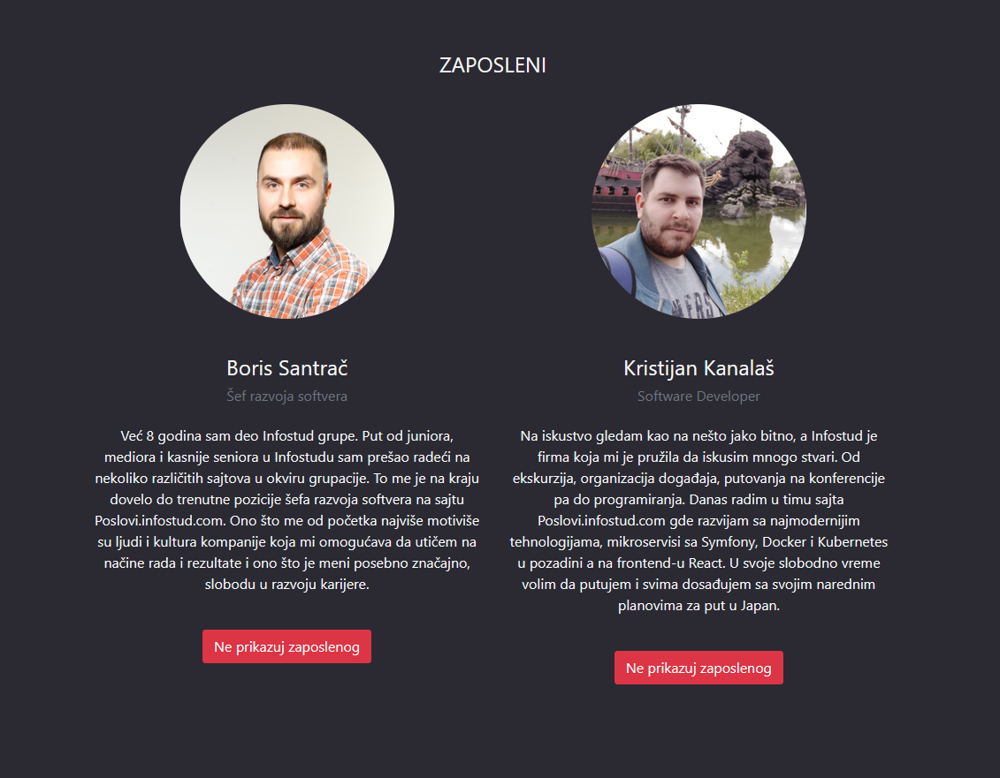 ZAPOSLENI
Boris Santrač
Šef razvoja softvera
Već 8 godina sam deo Infostud grupe. Put od juniora,
mediora i kasnije seniora u Infostudu sam prešao radeći na
nekoliko različitih sajtova u okviru grupacije. To me je na kraju
dovelo do trenutne pozicije šefa razvoja softvera na sajtu
Poslovi.infostud.com. Ono što me od početka najviše motiviše
su ljudi i kultura kompanije koja mi omogućava da utičem na
načine rada i rezultate i ono što je meni posebno značajno,
slobodu u razvoju karijere.
Ne prikazuj zaposlenog
Kristijan Kanalaš
Software Developer
Na iskustvo gledam kao na nešto jako bitno, a Infostud je
firma koja mi je pružila da iskusim mnogo stvari. Od
ekskurzija, organizacija događaja, putovanja na konferencije
pa do programiranja. Danas radim u timu sajta
Poslovi.infostud.com gde razvijam sa najmodernijim
tehnologijama, mikroservisi sa Symfony, Docker i Kubernetes
u pozadini a na frontend-u React. U svoje slobodno vreme
volim da putujem i svima dosađujem sa svojim narednim
planovima za put u Japan.
Ne prikazuj zaposlenog